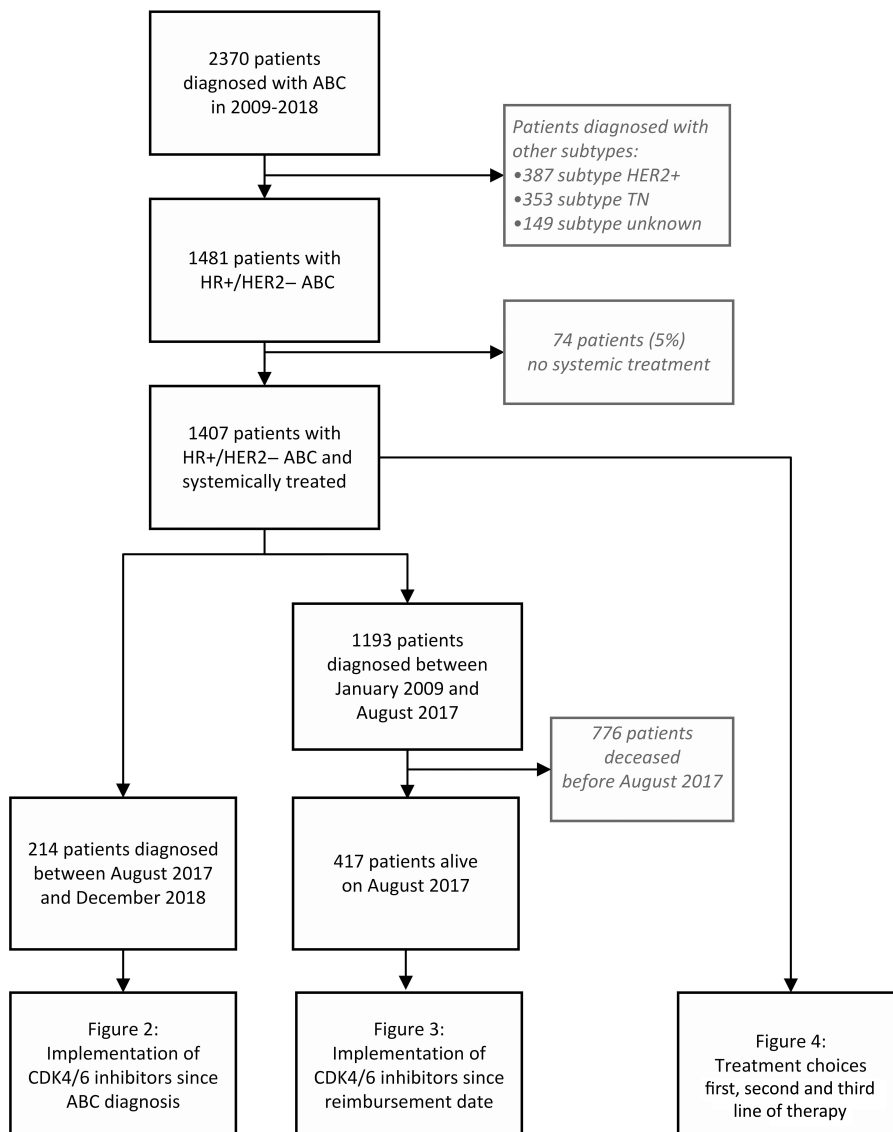 2370 patients
diagnosed with ABC
in 2009-2018
Patients diagnosed with
other subtypes:
•387 subtype HER2+
•353 subtype TN
•149 subtype unknown
1481 patients with
HR+/HER2− ABC
74 patients (5%)
no systemic treatment
1407 patients with
HR+/HER2− ABC and
systemically treated
1193 patients
diagnosed between
January 2009 and
August 2017
776 patients
deceased
before August 2017
214 patients diagnosed
between August 2017
and December 2018
417 patients alive
on August 2017
Figure 2:
Implementation of
CDK4/6 inhibitors since
ABC diagnosis
Figure 3:
Implementation of
CDK4/6 inhibitors since
reimbursement date
Figure 4:
Treatment choices
first, second and third
line of therapy